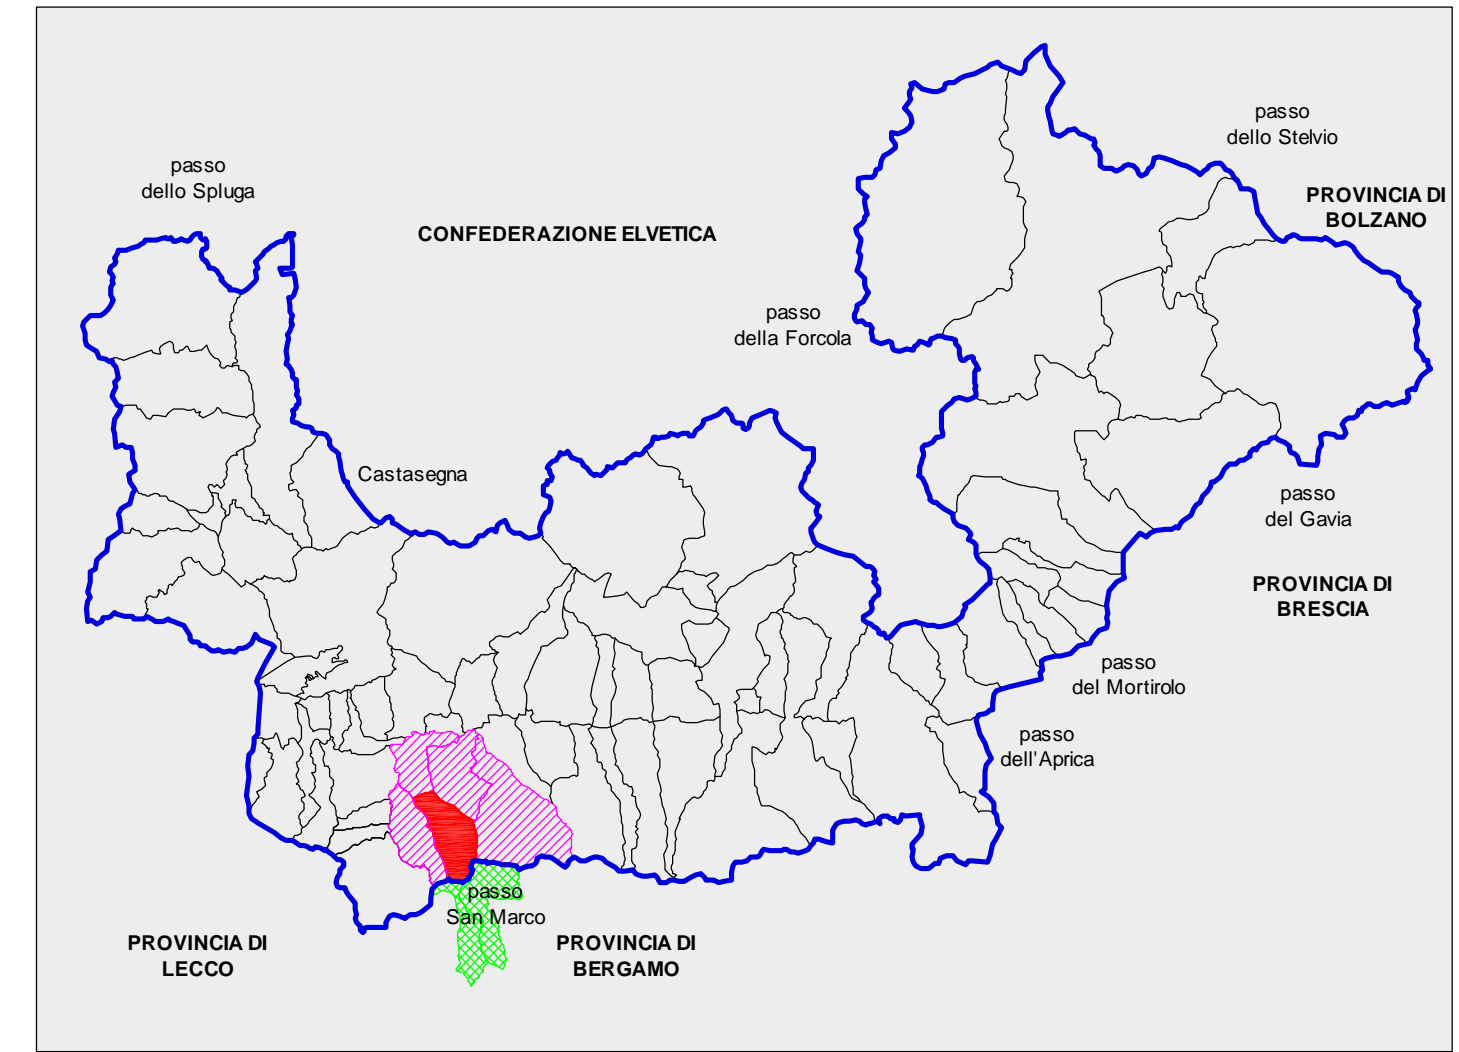 passo
dello Stelvio
passo
dello Spluga
PROVINCIA DI
BOLZANO
CONFEDERAZIONE ELVETICA
passo
della Forcola
Castasegna
passo
del Gavia
PROVINCIA DI
BRESCIA
passo
del Mortirolo
passo
dell'Aprica
passo
San Marco
PROVINCIA DI
LECCO
PROVINCIA DI
BERGAMO